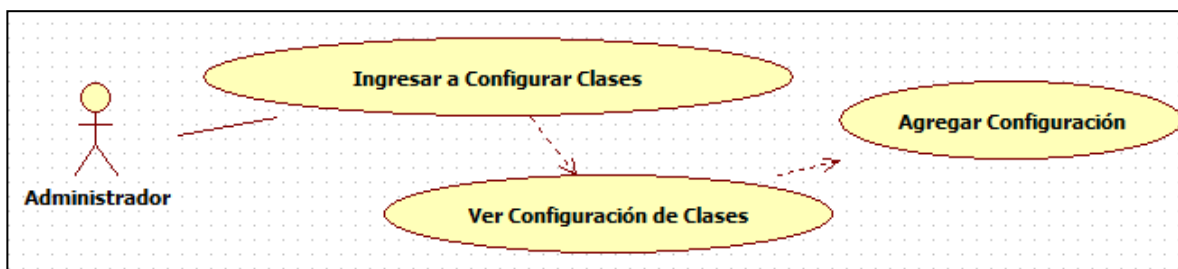 Ingresar a Configurar Clases
Agregar Configuración
Administrador
Ver Configuración de Clases